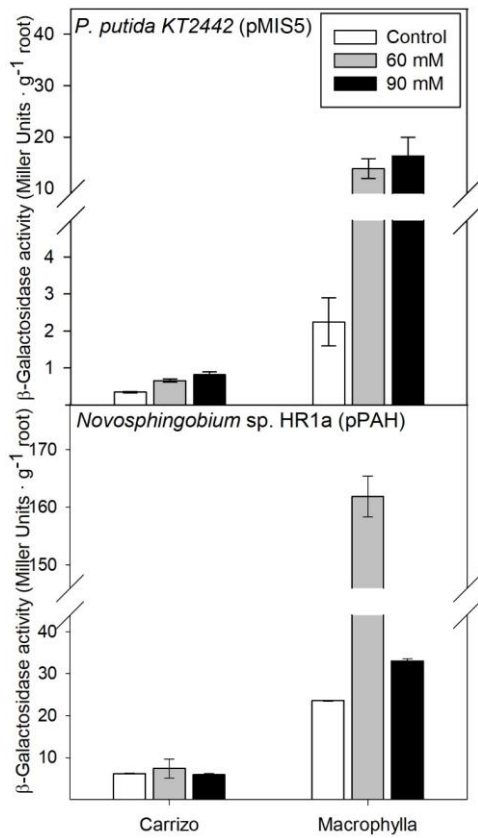 P. putida KT2442 (pMIS5)
Control
60 mM
90 mM
β-Galactosidase activity (Miller Units · g⁻¹ root)
40
30
20
10
4
3
2
1
Novosphingobium sp. HR1a (pPAH)
β-Galactosidase activity (Miller Units · g⁻¹ root)
170
160
150
40
30
20
10
Carrizo Macrophylla